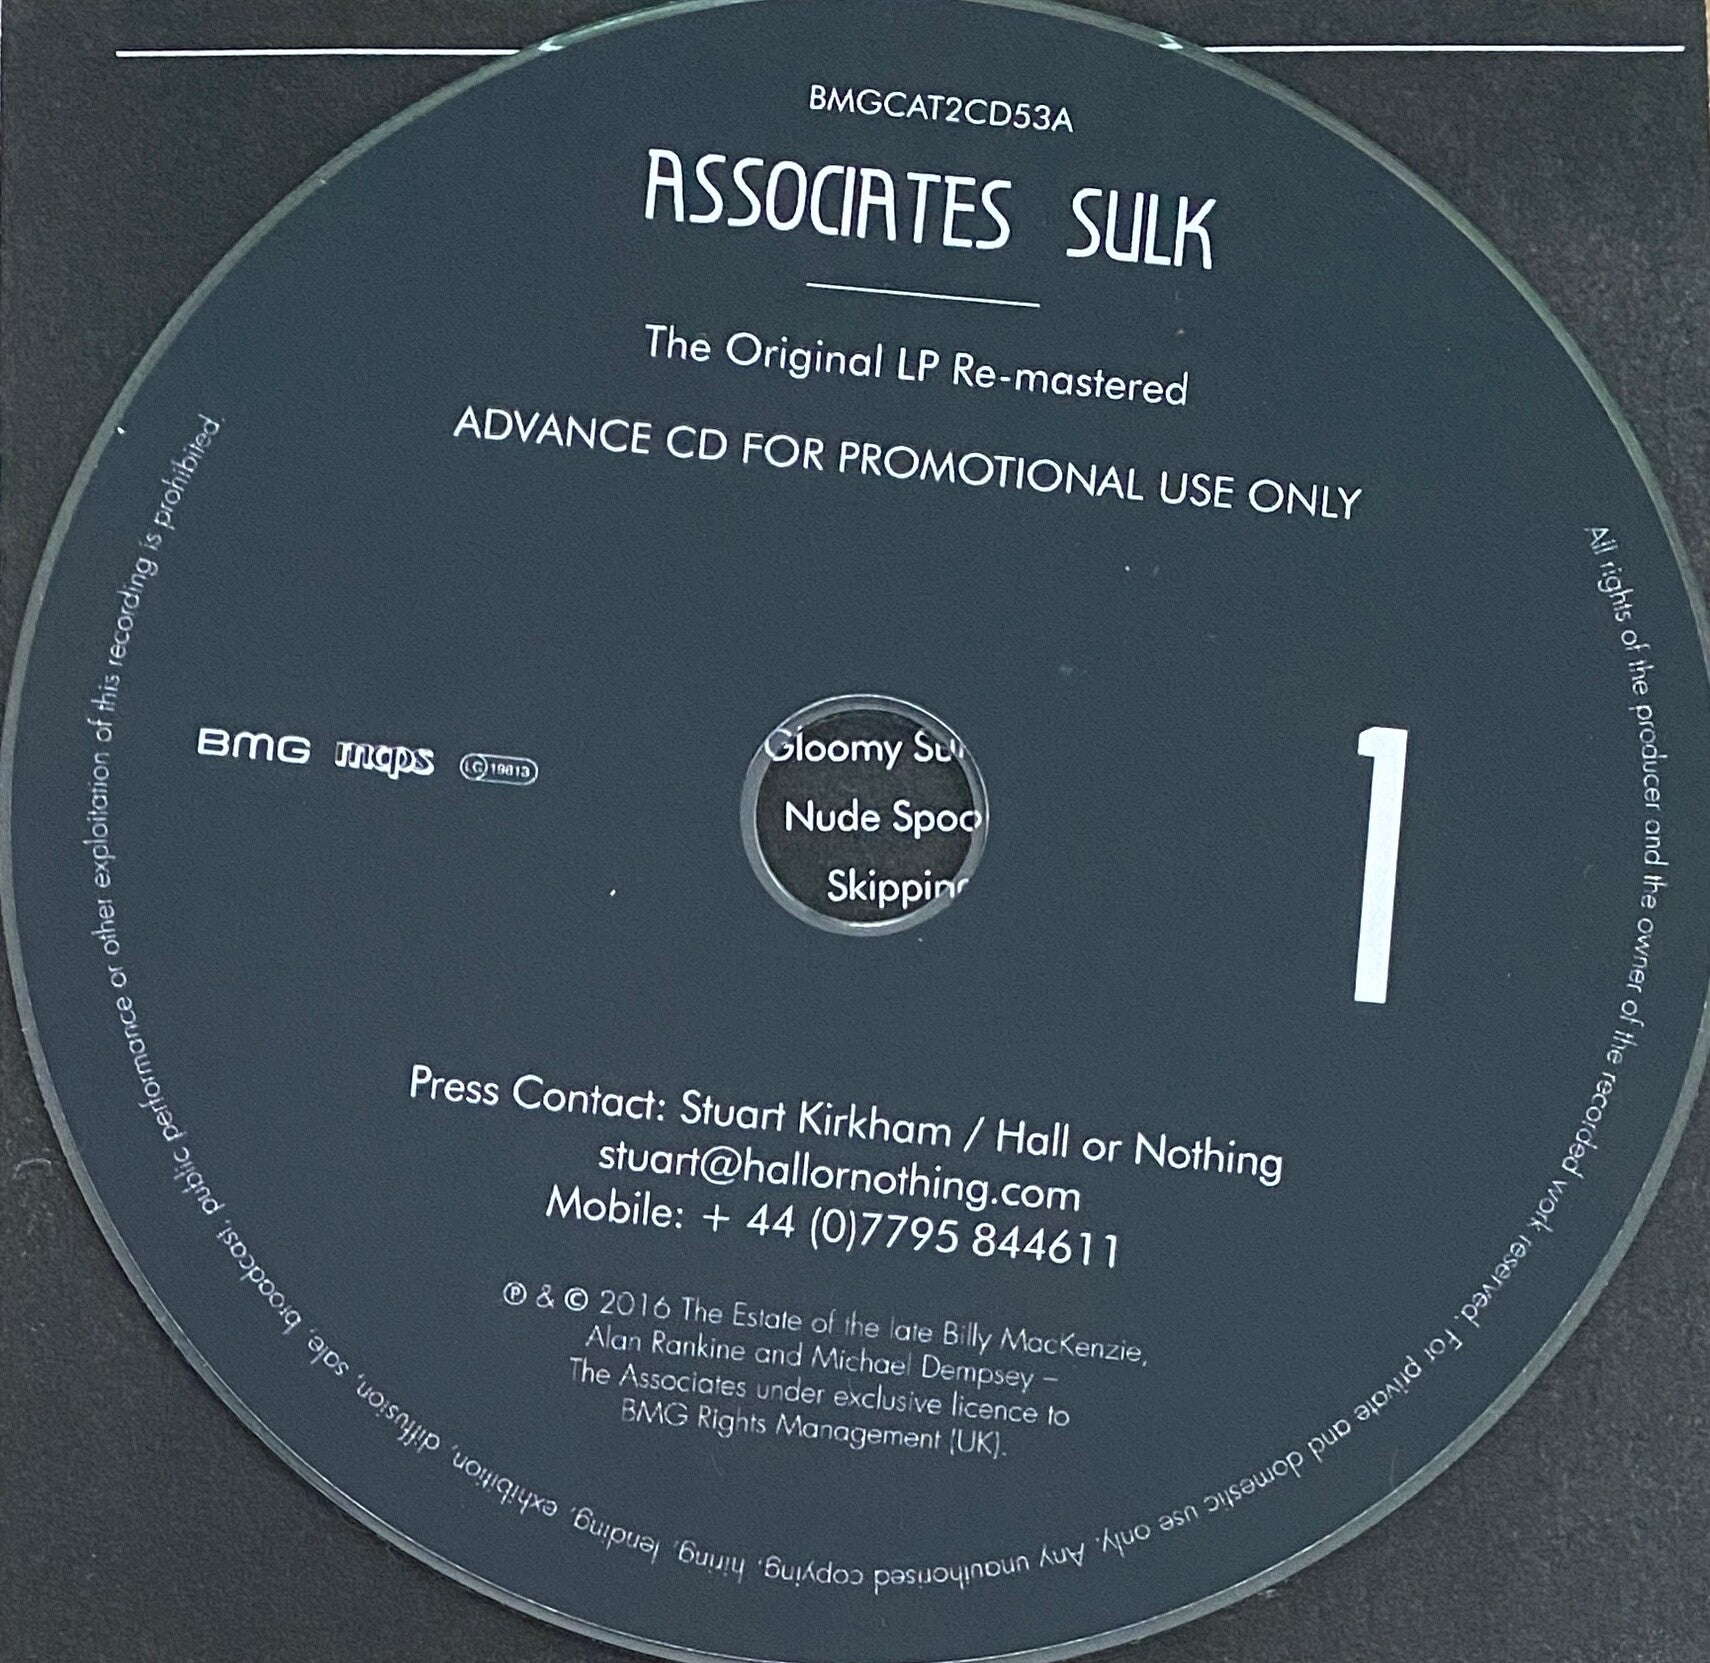 BMGCAT2CD53A
ASSOCIATES SULK
The Original LP Re-mastered
ADVANCE CD FOR PROMOTIONAL USE ONLY
BMG maps LC 19813
Gloomy Su
Nude Spoo
Skipping
1
Press Contact: Stuart Kirkham / Hall or Nothing
stuart@hallornothing.com
Mobile: + 44 (0)7795 844611
℗ & © 2016 The Estate of the late Billy MacKenzie,
Alan Rankine and Michael Dempsey –
The Associates under exclusive licence to
BMG Rights Management (UK).
All rights of the producer and the owner of the recorded work reserved. For private and domestic use only. Any unauthorised copying, hiring, lending, exhibition, diffusion, sale, broadcast, public performance or other exploitation of this recording is prohibited.